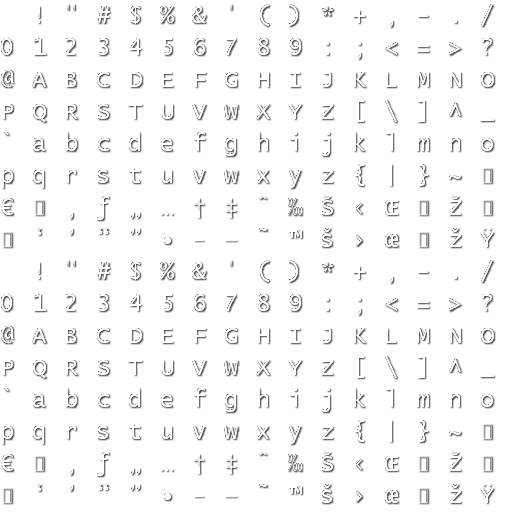 ! " # $ % & ' ( ) * + , - . /
0 1 2 3 4 5 6 7 8 9 : ; < = > ?
@ A B C D E F G H I J K L M N O
P Q R S T U V W X Y Z [ \ ] ^ _
` a b c d e f g h i j k l m n o
p q r s t u v w x y z { | } ~ ▯
€ ▯ ‚ ƒ „ … † ‡ ˆ ‰ Š ‹ Œ ▯ Ž ▯
▯ ‘ ’ “ ” • – — ˜ ™ š › œ ▯ ž Ÿ
! " # $ % & ' ( ) * + , - . /
0 1 2 3 4 5 6 7 8 9 : ; < = > ?
@ A B C D E F G H I J K L M N O
P Q R S T U V W X Y Z [ \ ] ^ _
` a b c d e f g h i j k l m n o
p q r s t u v w x y z { | } ~ ▯
€ ▯ ‚ ƒ „ … † ‡ ˆ ‰ Š ‹ Œ ▯ Ž ▯
▯ ‘ ’ “ ” • – — ˜ ™ š › œ ▯ ž Ÿ